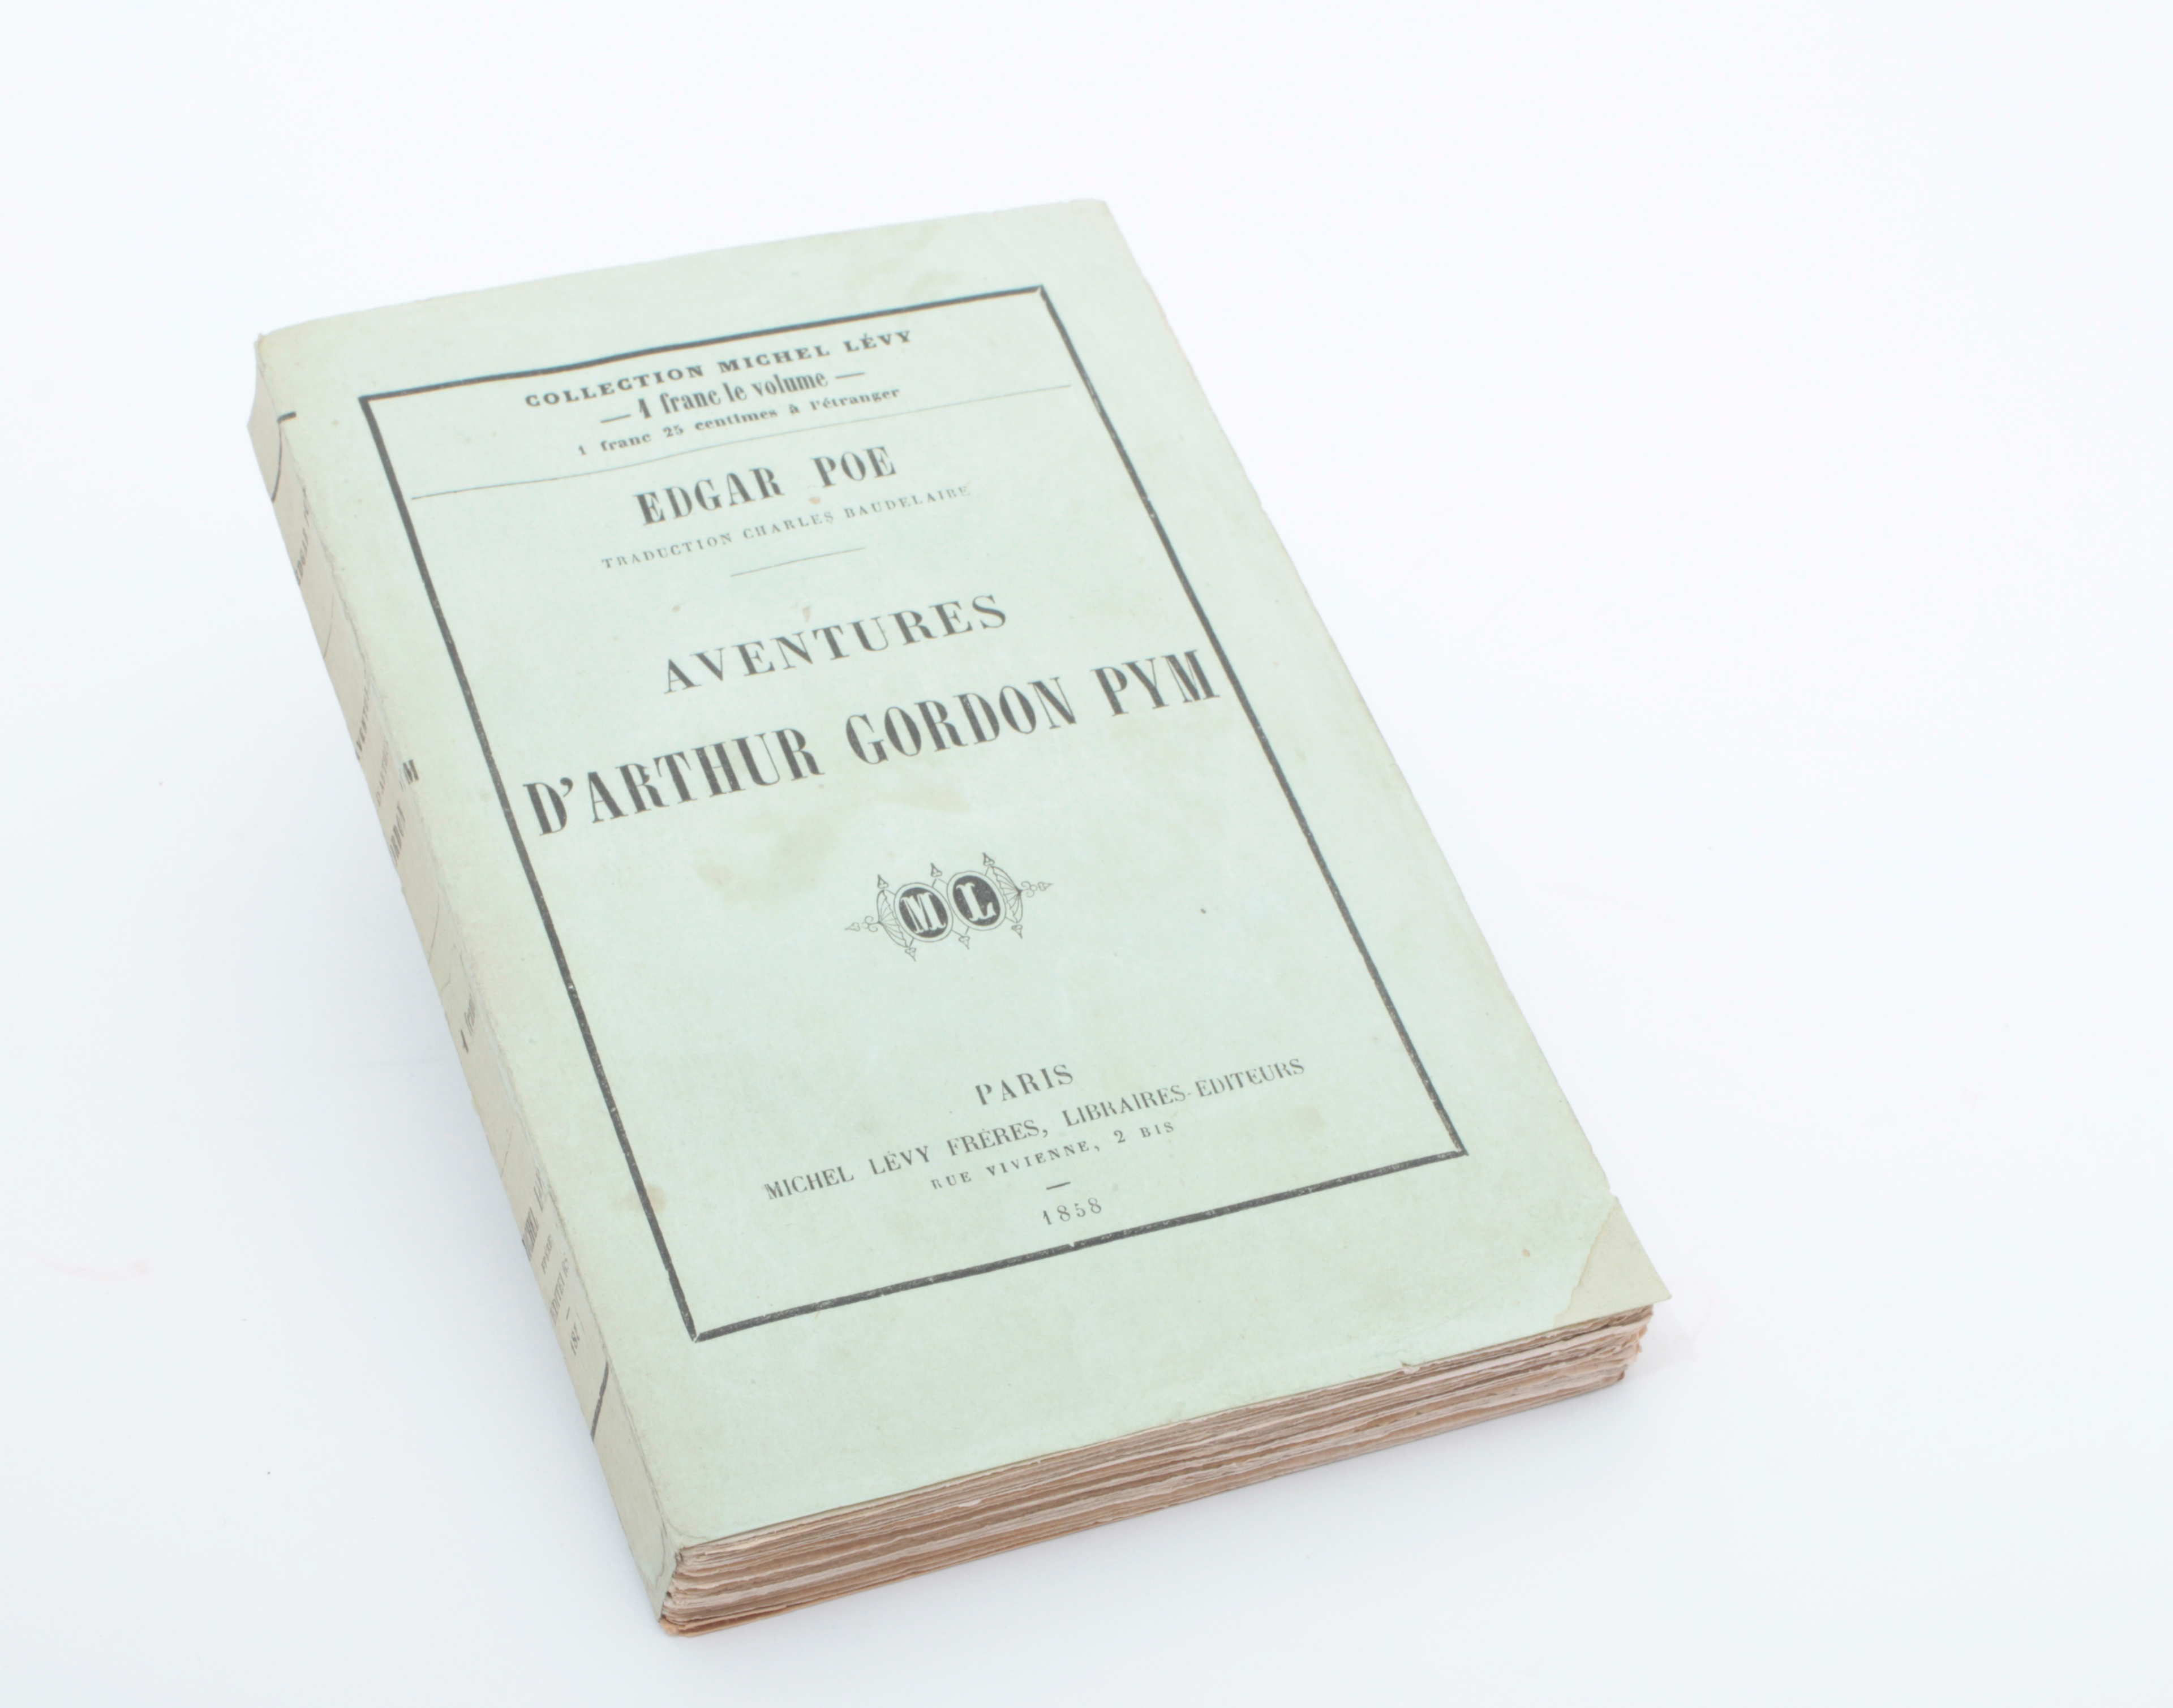 COLLECTION MICHEL LÉVY
— 1 franc le volume —
1 franc 25 centimes à l'étranger
EDGAR POE
TRADUCTION CHARLES BAUDELAIRE
AVENTURES
D'ARTHUR GORDON PYM
M L
PARIS
MICHEL LÉVY FRÈRES, LIBRAIRES-ÉDITEURS
RUE VIVIENNE, 2 BIS
—
1858